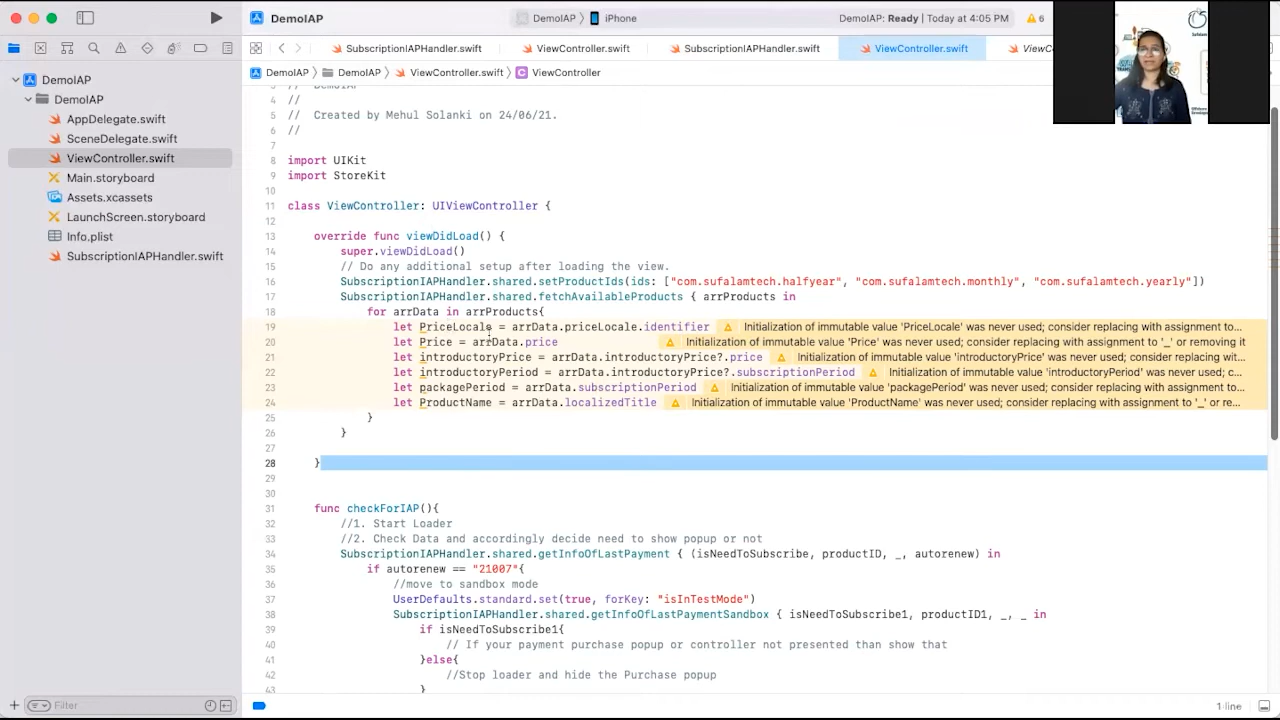 DemoIAP
DemoIAP 〉 iPhone
DemoIAP: Ready | Today at 4:05 PM
6
SubscriptionIAPHandler.swift
ViewController.swift
SubscriptionIAPHandler.swift
ViewController.swift
DemoIAP 〉 DemoIAP 〉 ViewController.swift 〉 C ViewController
DemoIAP
DemoIAP
AppDelegate.swift
SceneDelegate.swift
ViewController.swift
Main.storyboard
Assets.xcassets
LaunchScreen.storyboard
Info.plist
SubscriptionIAPHandler.swift
Filter
3 // DemoIAP
4 //
5 // Created by Mehul Solanki on 24/06/21.
6 //
7
8 import UIKit
9 import StoreKit
10
11 class ViewController: UIViewController {
12
13 override func viewDidLoad() {
14 super.viewDidLoad()
15 // Do any additional setup after loading the view.
16 SubscriptionIAPHandler.shared.setProductIds(ids: ["com.sufalamtech.halfyear", "com.sufalamtech.monthly", "com.sufalamtech.yearly"])
17 SubscriptionIAPHandler.shared.fetchAvailableProducts { arrProducts in
18 for arrData in arrProducts{
19 let PriceLocale = arrData.priceLocale.identifier Initialization of immutable value 'PriceLocale' was never used; consider replacing with assignment to...
20 let Price = arrData.price Initialization of immutable value 'Price' was never used; consider replacing with assignment to '_' or removing it
21 let introductoryPrice = arrData.introductoryPrice?.price Initialization of immutable value 'introductoryPrice' was never used; consider replacing wit...
22 let introductoryPeriod = arrData.introductoryPrice?.subscriptionPeriod Initialization of immutable value 'introductoryPeriod' was never used; c...
23 let packagePeriod = arrData.subscriptionPeriod Initialization of immutable value 'packagePeriod' was never used; consider replacing with assignment to...
24 let ProductName = arrData.localizedTitle Initialization of immutable value 'ProductName' was never used; consider replacing with assignment to '_' or re...
25 }
26 }
27
28 }
29
30
31 func checkForIAP(){
32 //1. Start Loader
33 //2. Check Data and accordingly decide need to show popup or not
34 SubscriptionIAPHandler.shared.getInfoOfLastPayment { (isNeedToSubscribe, productID, _, autorenew) in
35 if autorenew == "21007"{
36 //move to sandbox mode
37 UserDefaults.standard.set(true, forKey: "isInTestMode")
38 SubscriptionIAPHandler.shared.getInfoOfLastPaymentSandbox { isNeedToSubscribe1, productID1, _, _ in
39 if isNeedToSubscribe1{
40 // If your payment purchase popup or controller not presented than show that
41 }else{
42 //Stop loader and hide the Purchase popup
43 }
1 line